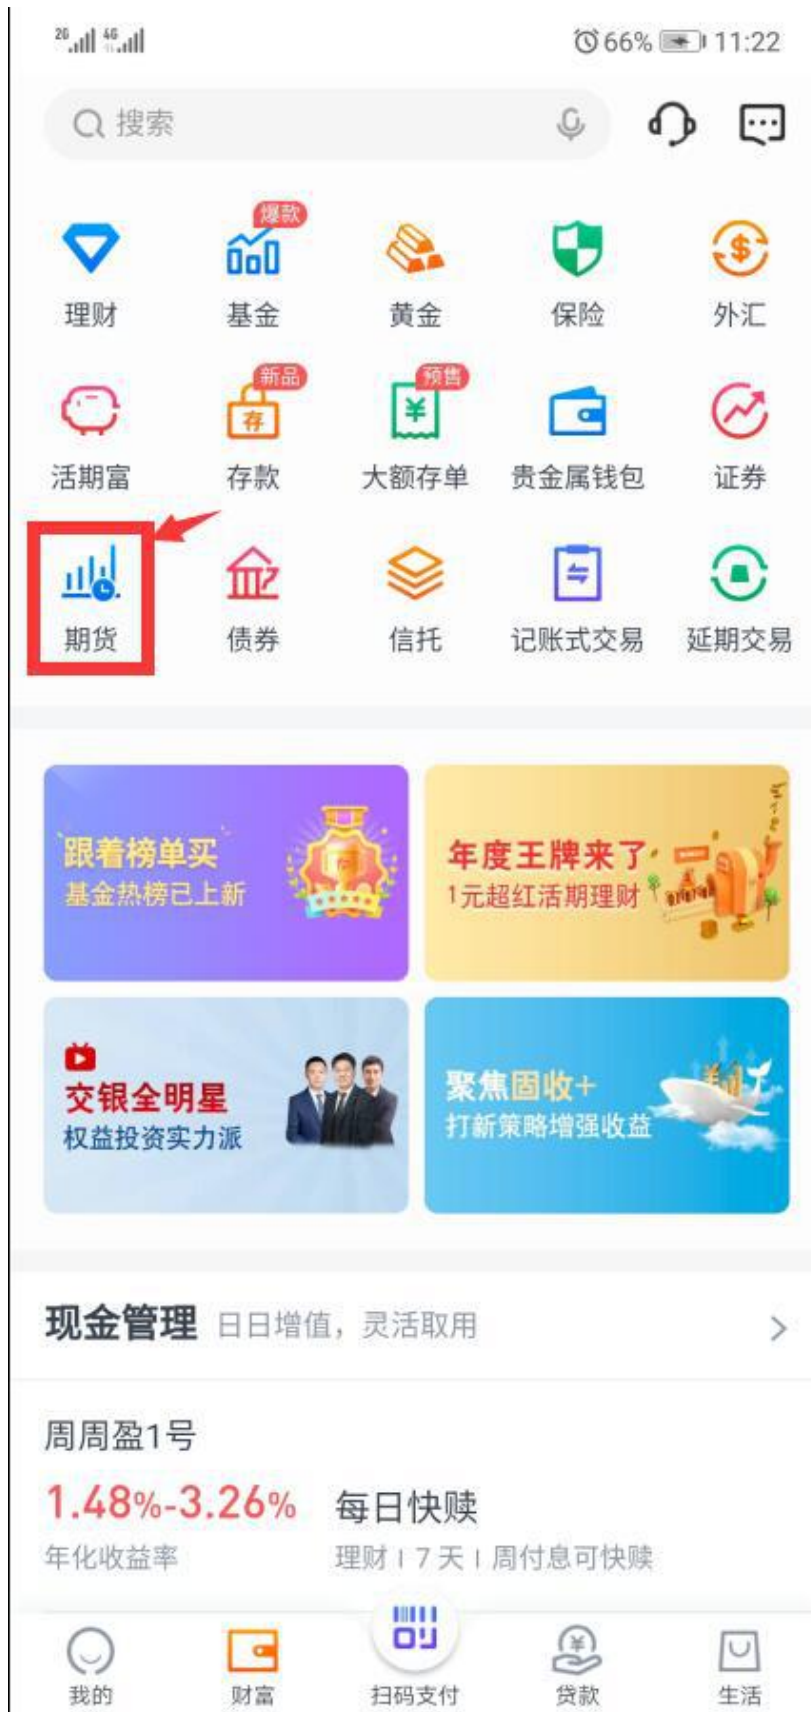 2G 4G 66% 11:22
搜索
爆款
理财 基金 黄金 保险 外汇
新品 预售
存 ¥
活期富 存款 大额存单 贵金属钱包 证券
期货 债券 信托 记账式交易 延期交易
跟着榜单买
基金热榜已上新
年度王牌来了
1元超红活期理财
交银全明星
权益投资实力派
聚焦固收+
打新策略增强收益
现金管理 日日增值，灵活取用
周周盈1号
1.48%-3.26% 每日快赎
年化收益率 理财 | 7 天 | 周付息可快赎
我的 财富 扫码支付 贷款 生活